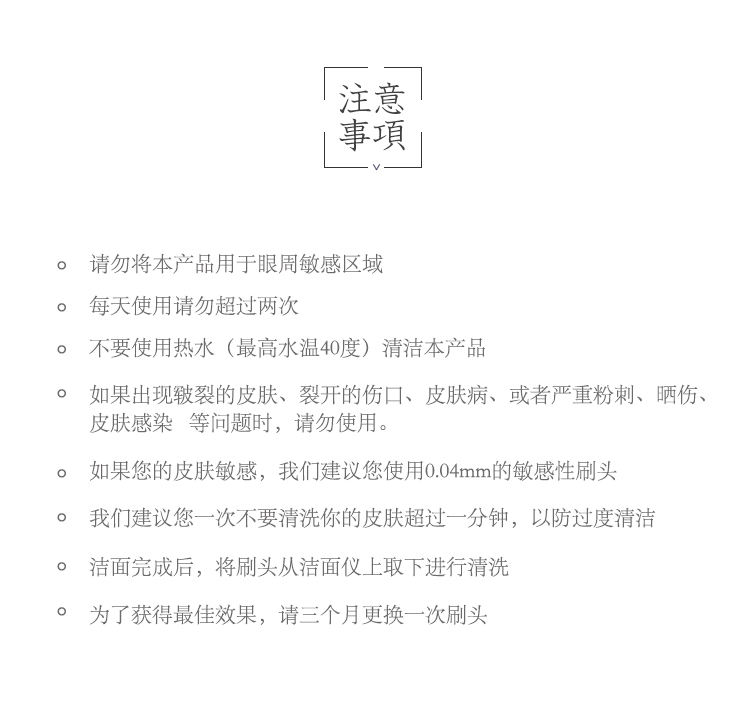 注意
事項
请勿将本产品用于眼周敏感区域
每天使用请勿超过两次
不要使用热水（最高水温40度）清洁本产品
如果出现皲裂的皮肤、裂开的伤口、皮肤病、或者严重粉刺、晒伤、
皮肤感染 等问题时，请勿使用。
如果您的皮肤敏感，我们建议您使用0.04mm的敏感性刷头
我们建议您一次不要清洗你的皮肤超过一分钟，以防过度清洁
洁面完成后，将刷头从洁面仪上取下进行清洗
为了获得最佳效果，请三个月更换一次刷头